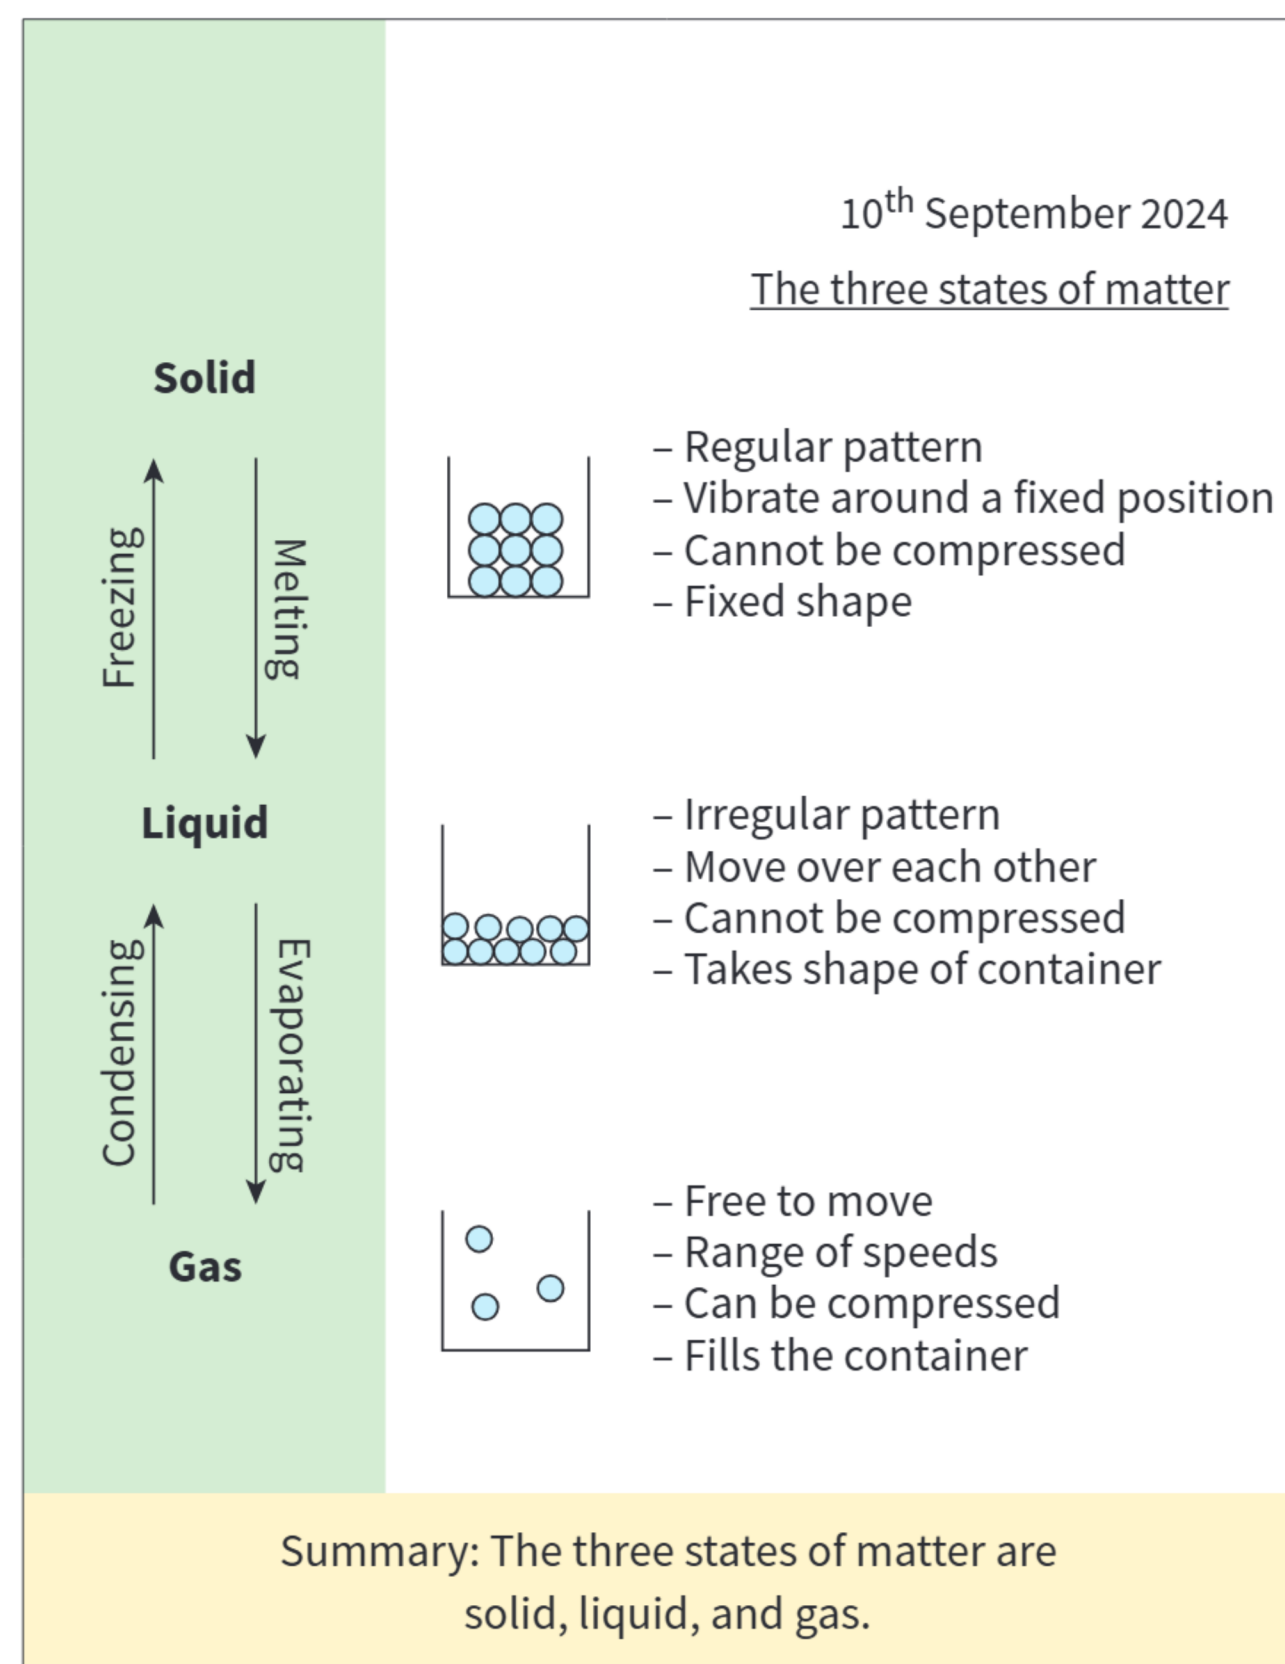 10th September 2024
The three states of matter
Solid
Freezing
Melting
– Regular pattern
– Vibrate around a fixed position
– Cannot be compressed
– Fixed shape
Liquid
Condensing
Evaporating
– Irregular pattern
– Move over each other
– Cannot be compressed
– Takes shape of container
Gas
– Free to move
– Range of speeds
– Can be compressed
– Fills the container
Summary: The three states of matter are
solid, liquid, and gas.